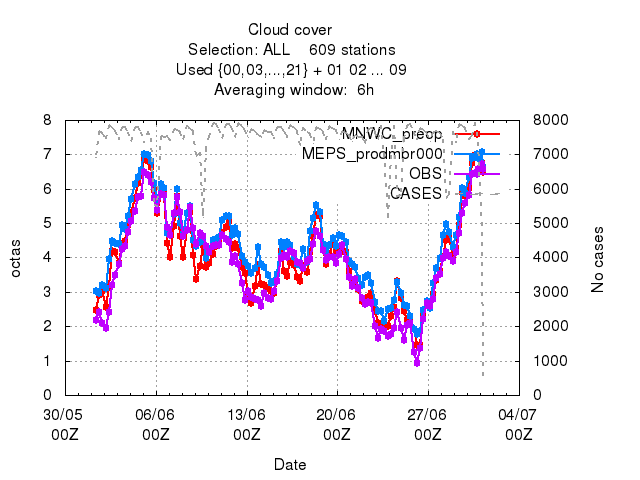 Cloud cover
Selection: ALL 609 stations
Used {00,03,...,21} + 01 02 ... 09
Averaging window: 6h
8 8000
MNWC_precp
7 MEPS_prodmbr000 7000
OBS
6 CASES 6000
5 5000
octas No cases
4 4000
3 3000
2 2000
1 1000
0 0
30/05 06/06 13/06 20/06 27/06 04/07
00Z 00Z 00Z 00Z 00Z 00Z
Date